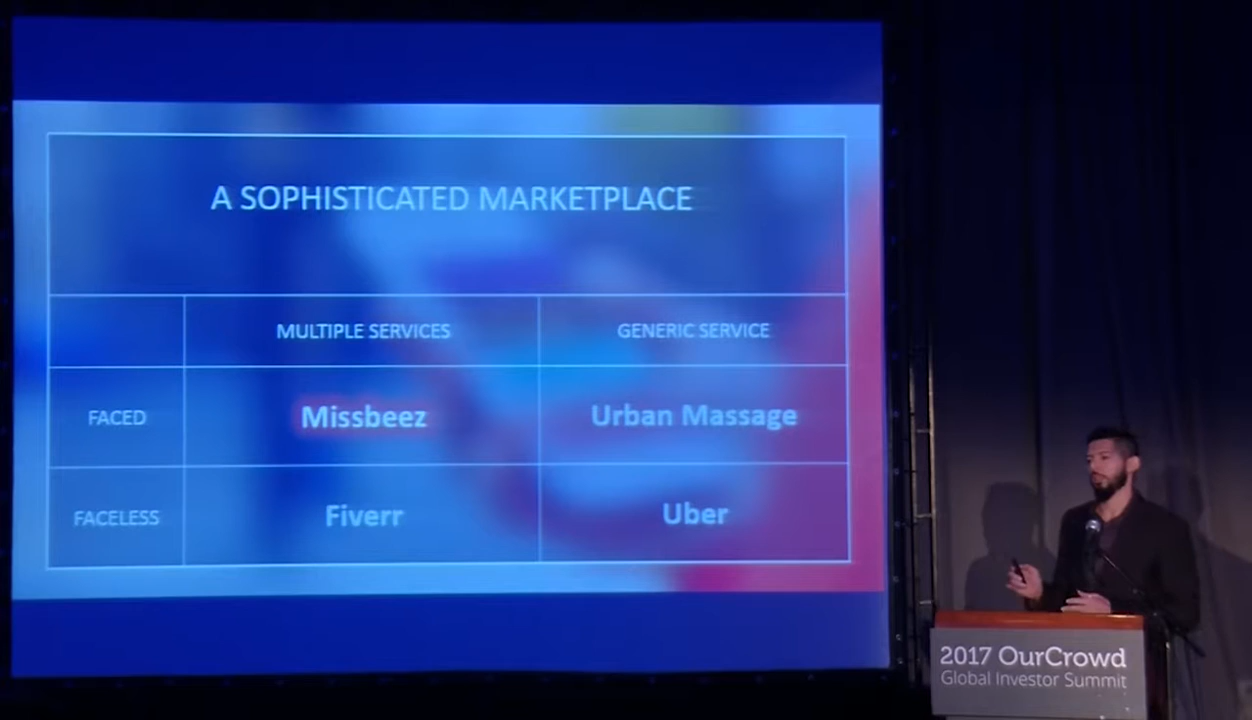 A SOPHISTICATED MARKETPLACE
MULTIPLE SERVICES GENERIC SERVICE
FACED Missbeez Urban Massage
FACELESS Fiverr Uber
2017 OurCrowd
Global Investor Summit